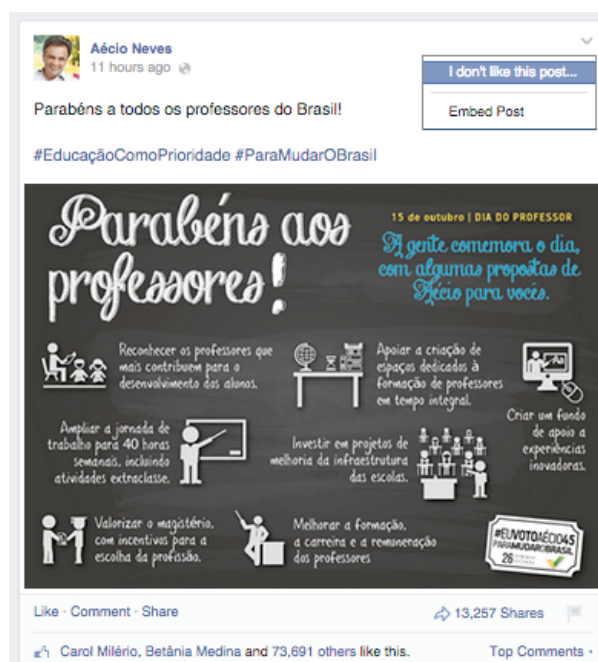 Aécio Neves
11 hours ago
I don't like this post...
Embed Post
Parabéns a todos os professores do Brasil!
#EducaçãoComoPrioridade #ParaMudarOBrasil
Parabéns aos
professores!
15 de outubro | DIA DO PROFESSOR
A gente comemora o dia,
com algumas propostas de
Aécio para vocês.
Reconhecer os professores que
mais contribuem para o
desenvolvimento dos alunos.
Apoiar a criação de
espaços dedicados à
formação de professores
em tempo integral.
Criar um fundo
de apoio a
experiências
inovadoras.
Ampliar a jornada de
trabalho para 40 horas
semanais, incluindo
atividades extraclasse.
Investir em projetos de
melhoria da infraestrutura
das escolas.
Valorizar o magistério,
com incentivos para a
escolha da profissão.
Melhorar a formação,
a carreira e a remuneração
dos professores
#EUVOTOAÉCIO45
PARAMUDAROBRASIL
26
Like · Comment · Share
13,257 Shares
Carol Milério, Betânia Medina and 73,691 others like this.
Top Comments